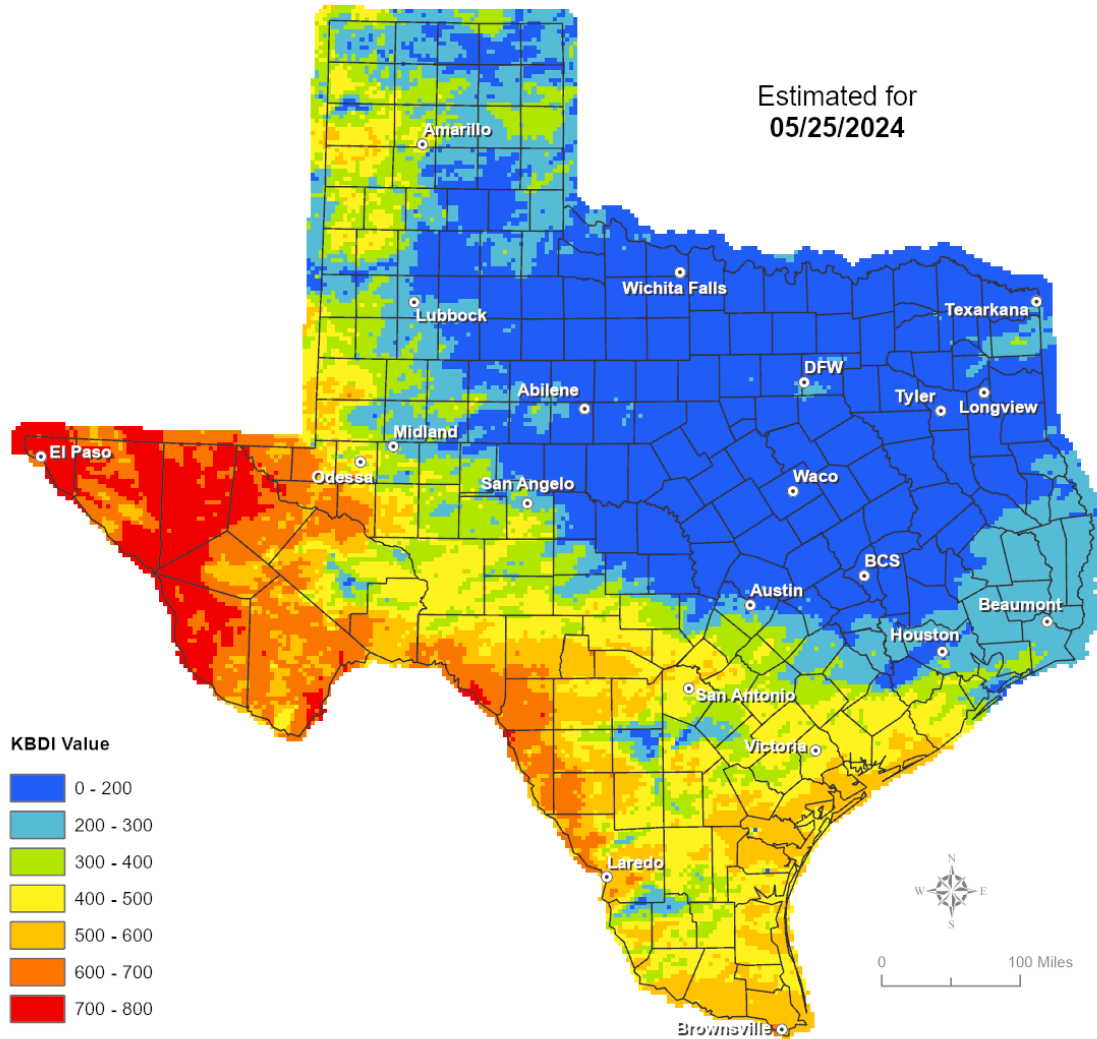 Estimated for
05/25/2024
Amarillo
Wichita Falls
Lubbock
Texarkana
DFW
Abilene
Tyler
Longview
Midland
El Paso
Odessa
San Angelo
Waco
BCS
Austin
Beaumont
Houston
San Antonio
Victoria
KBDI Value
0 - 200
200 - 300
300 - 400
400 - 500
500 - 600
600 - 700
700 - 800
Laredo
N
W E
S
0 100 Miles
Brownsville